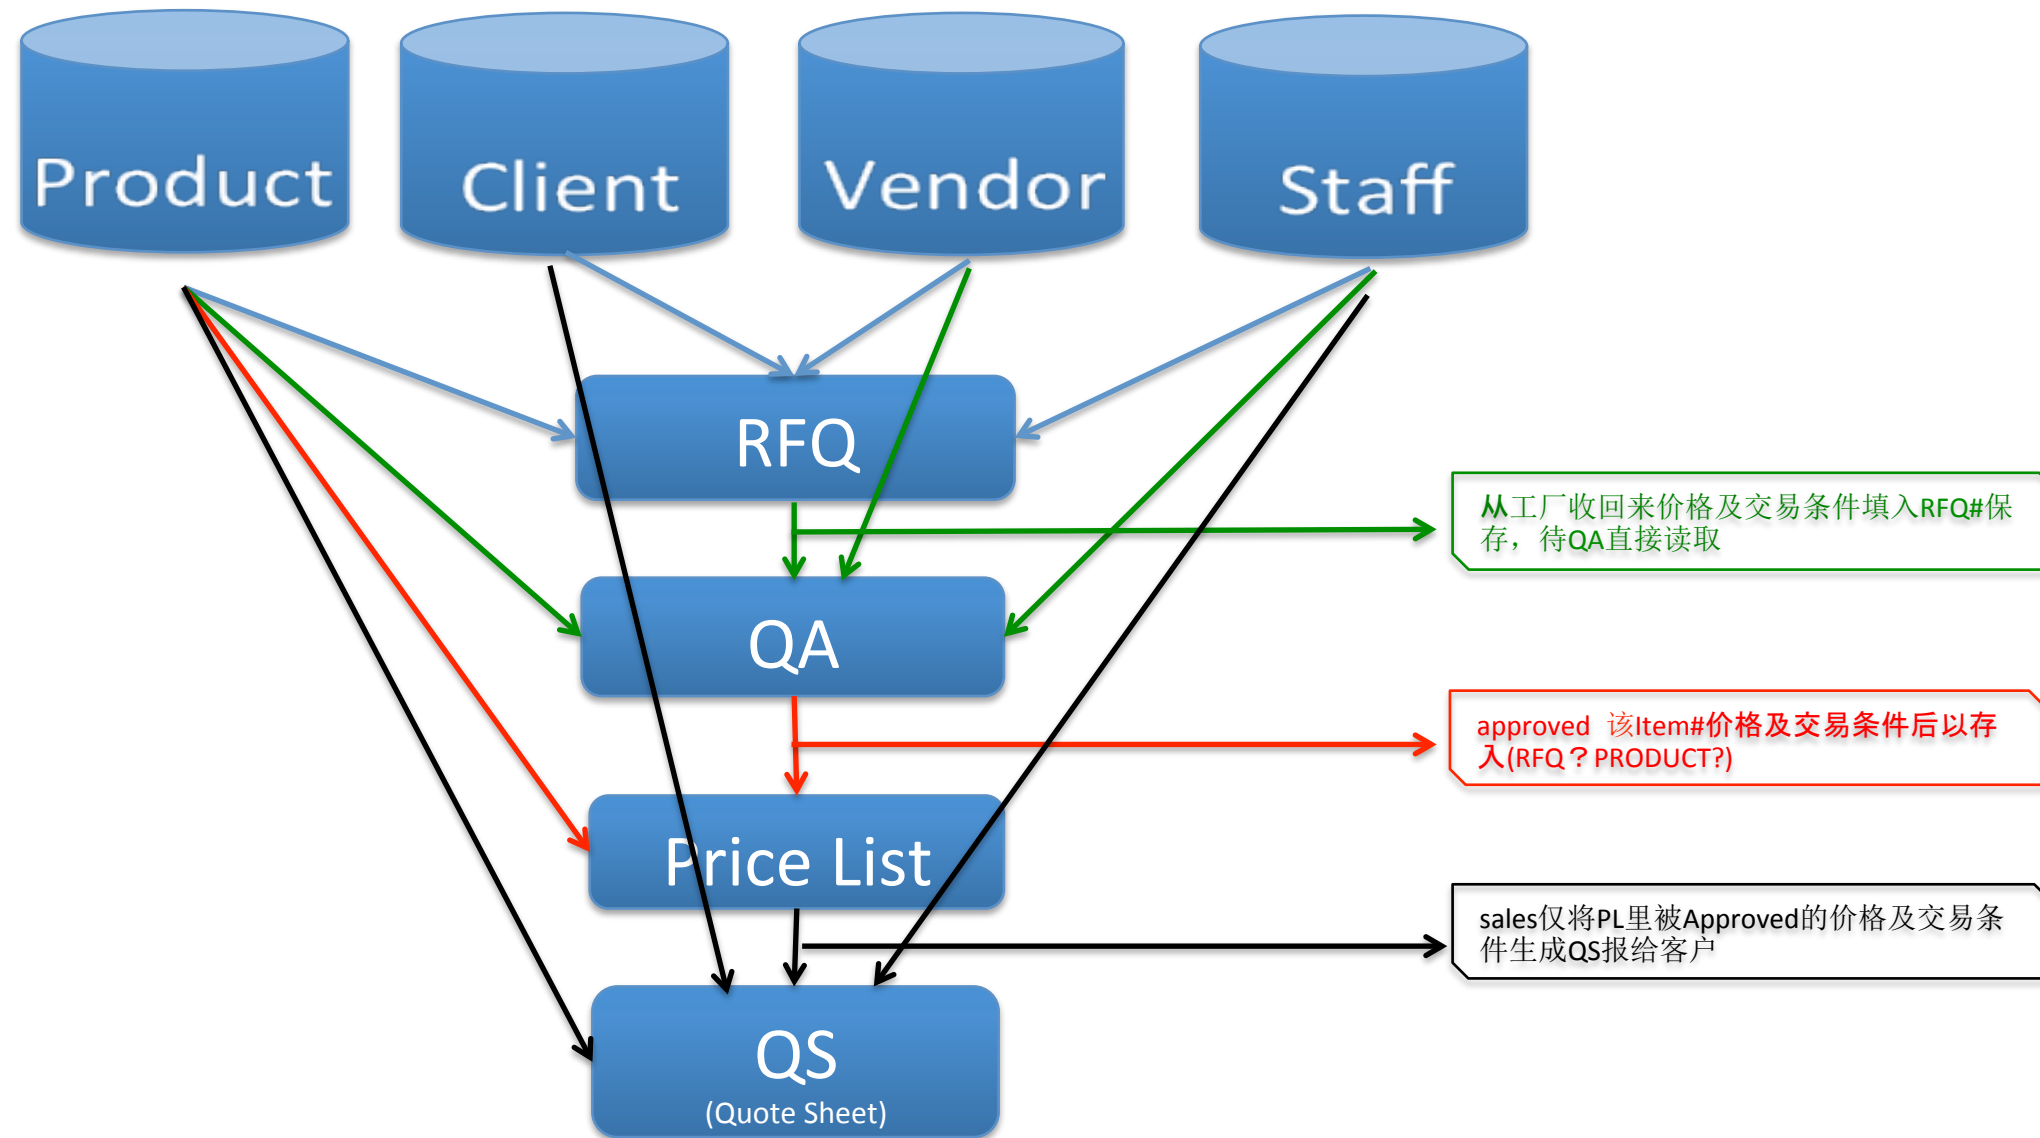 Product
Client
Vendor
Staff
RFQ
从工厂收回来价格及交易条件填入RFQ#保
存，待QA直接读取
QA
approved 该Item#价格及交易条件后以存
入(RFQ？PRODUCT?)
Price List
sales仅将PL里被Approved的价格及交易条
件生成QS报给客户
QS
(Quote Sheet)